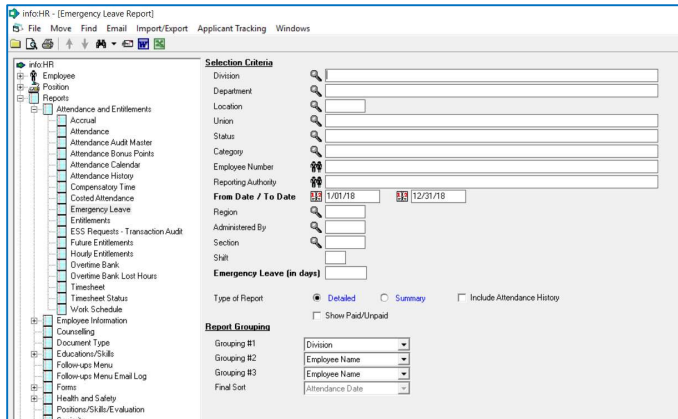 info:HR - [Emergency Leave Report]
File Move Find Email Import/Export Applicant Tracking Windows
info:HR
Employee
Position
Reports
Attendance and Entitlements
Accrual
Attendance
Attendance Audit Master
Attendance Bonus Points
Attendance Calendar
Attendance History
Compensatory Time
Costed Attendance
Emergency Leave
Entitlements
ESS Requests - Transaction Audit
Future Entitlements
Hourly Entitlements
Overtime Bank
Overtime Bank Lost Hours
Timesheet
Timesheet Status
Work Schedule
Employee Information
Counselling
Document Type
Educations/Skills
Follow-ups Menu
Follow-ups Menu Email Log
Forms
Health and Safety
Positions/Skills/Evaluation
Selection Criteria
Division
Department
Location
Union
Status
Category
Employee Number
Reporting Authority
From Date / To Date 1/01/18 12/31/18
Region
Administered By
Section
Shift
Emergency Leave (in days)
Type of Report Detailed Summary Include Attendance History
Show Paid/Unpaid
Report Grouping
Grouping #1 Division
Grouping #2 Employee Name
Grouping #3 Employee Name
Final Sort Attendance Date